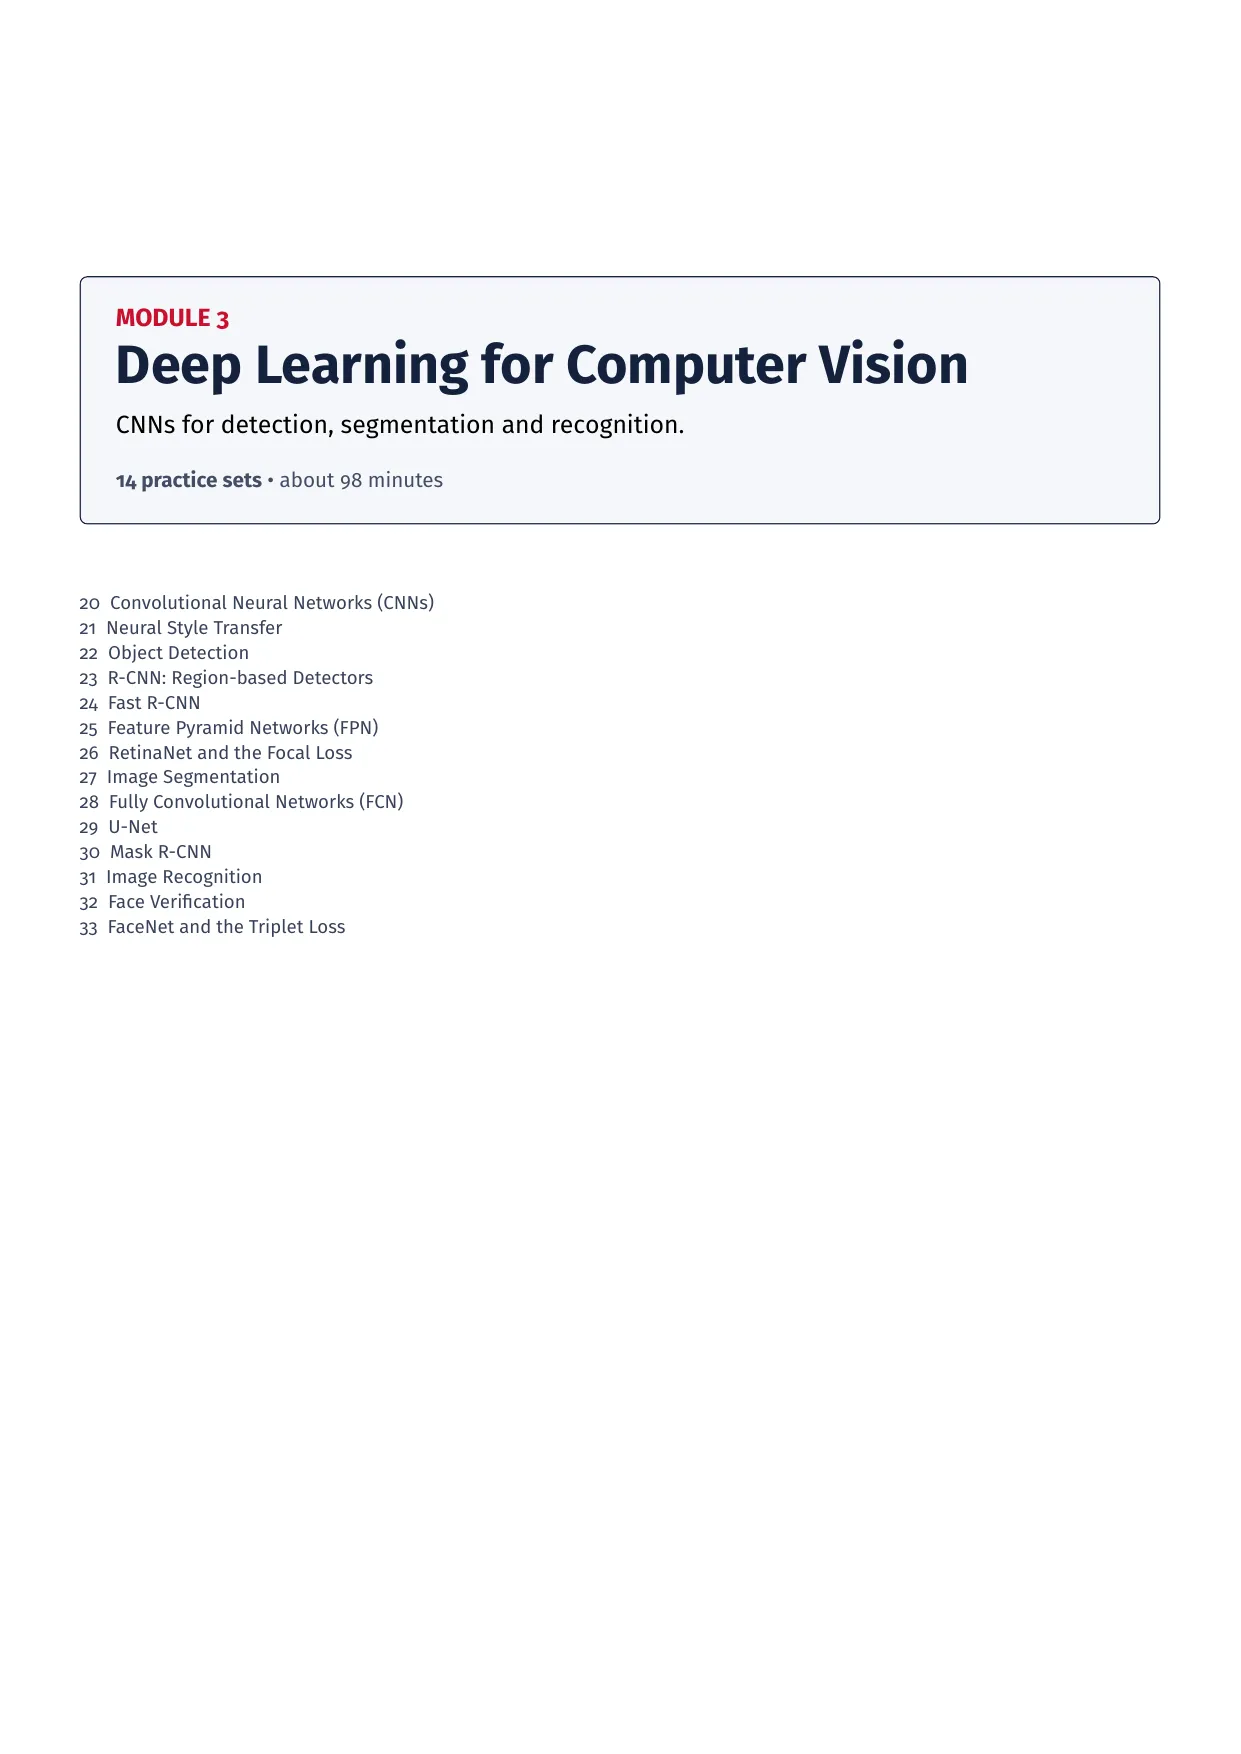 MODULE 3
Deep Learning for Computer Vision
CNNs for detection, segmentation and recognition.
14 practice sets • about 98 minutes
20 Convolutional Neural Networks (CNNs)
21 Neural Style Transfer
22 Object Detection
23 R-CNN: Region-based Detectors
24 Fast R-CNN
25 Feature Pyramid Networks (FPN)
26 RetinaNet and the Focal Loss
27 Image Segmentation
28 Fully Convolutional Networks (FCN)
29 U-Net
30 Mask R-CNN
31 Image Recognition
32 Face Verification
33 FaceNet and the Triplet Loss